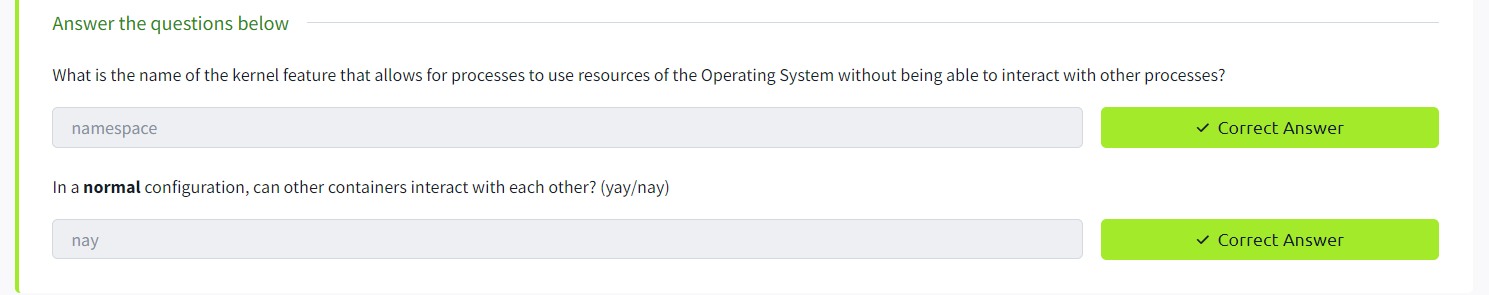 Answer the questions below
What is the name of the kernel feature that allows for processes to use resources of the Operating System without being able to interact with other processes?
namespace
✓ Correct Answer
In a normal configuration, can other containers interact with each other? (yay/nay)
nay
✓ Correct Answer